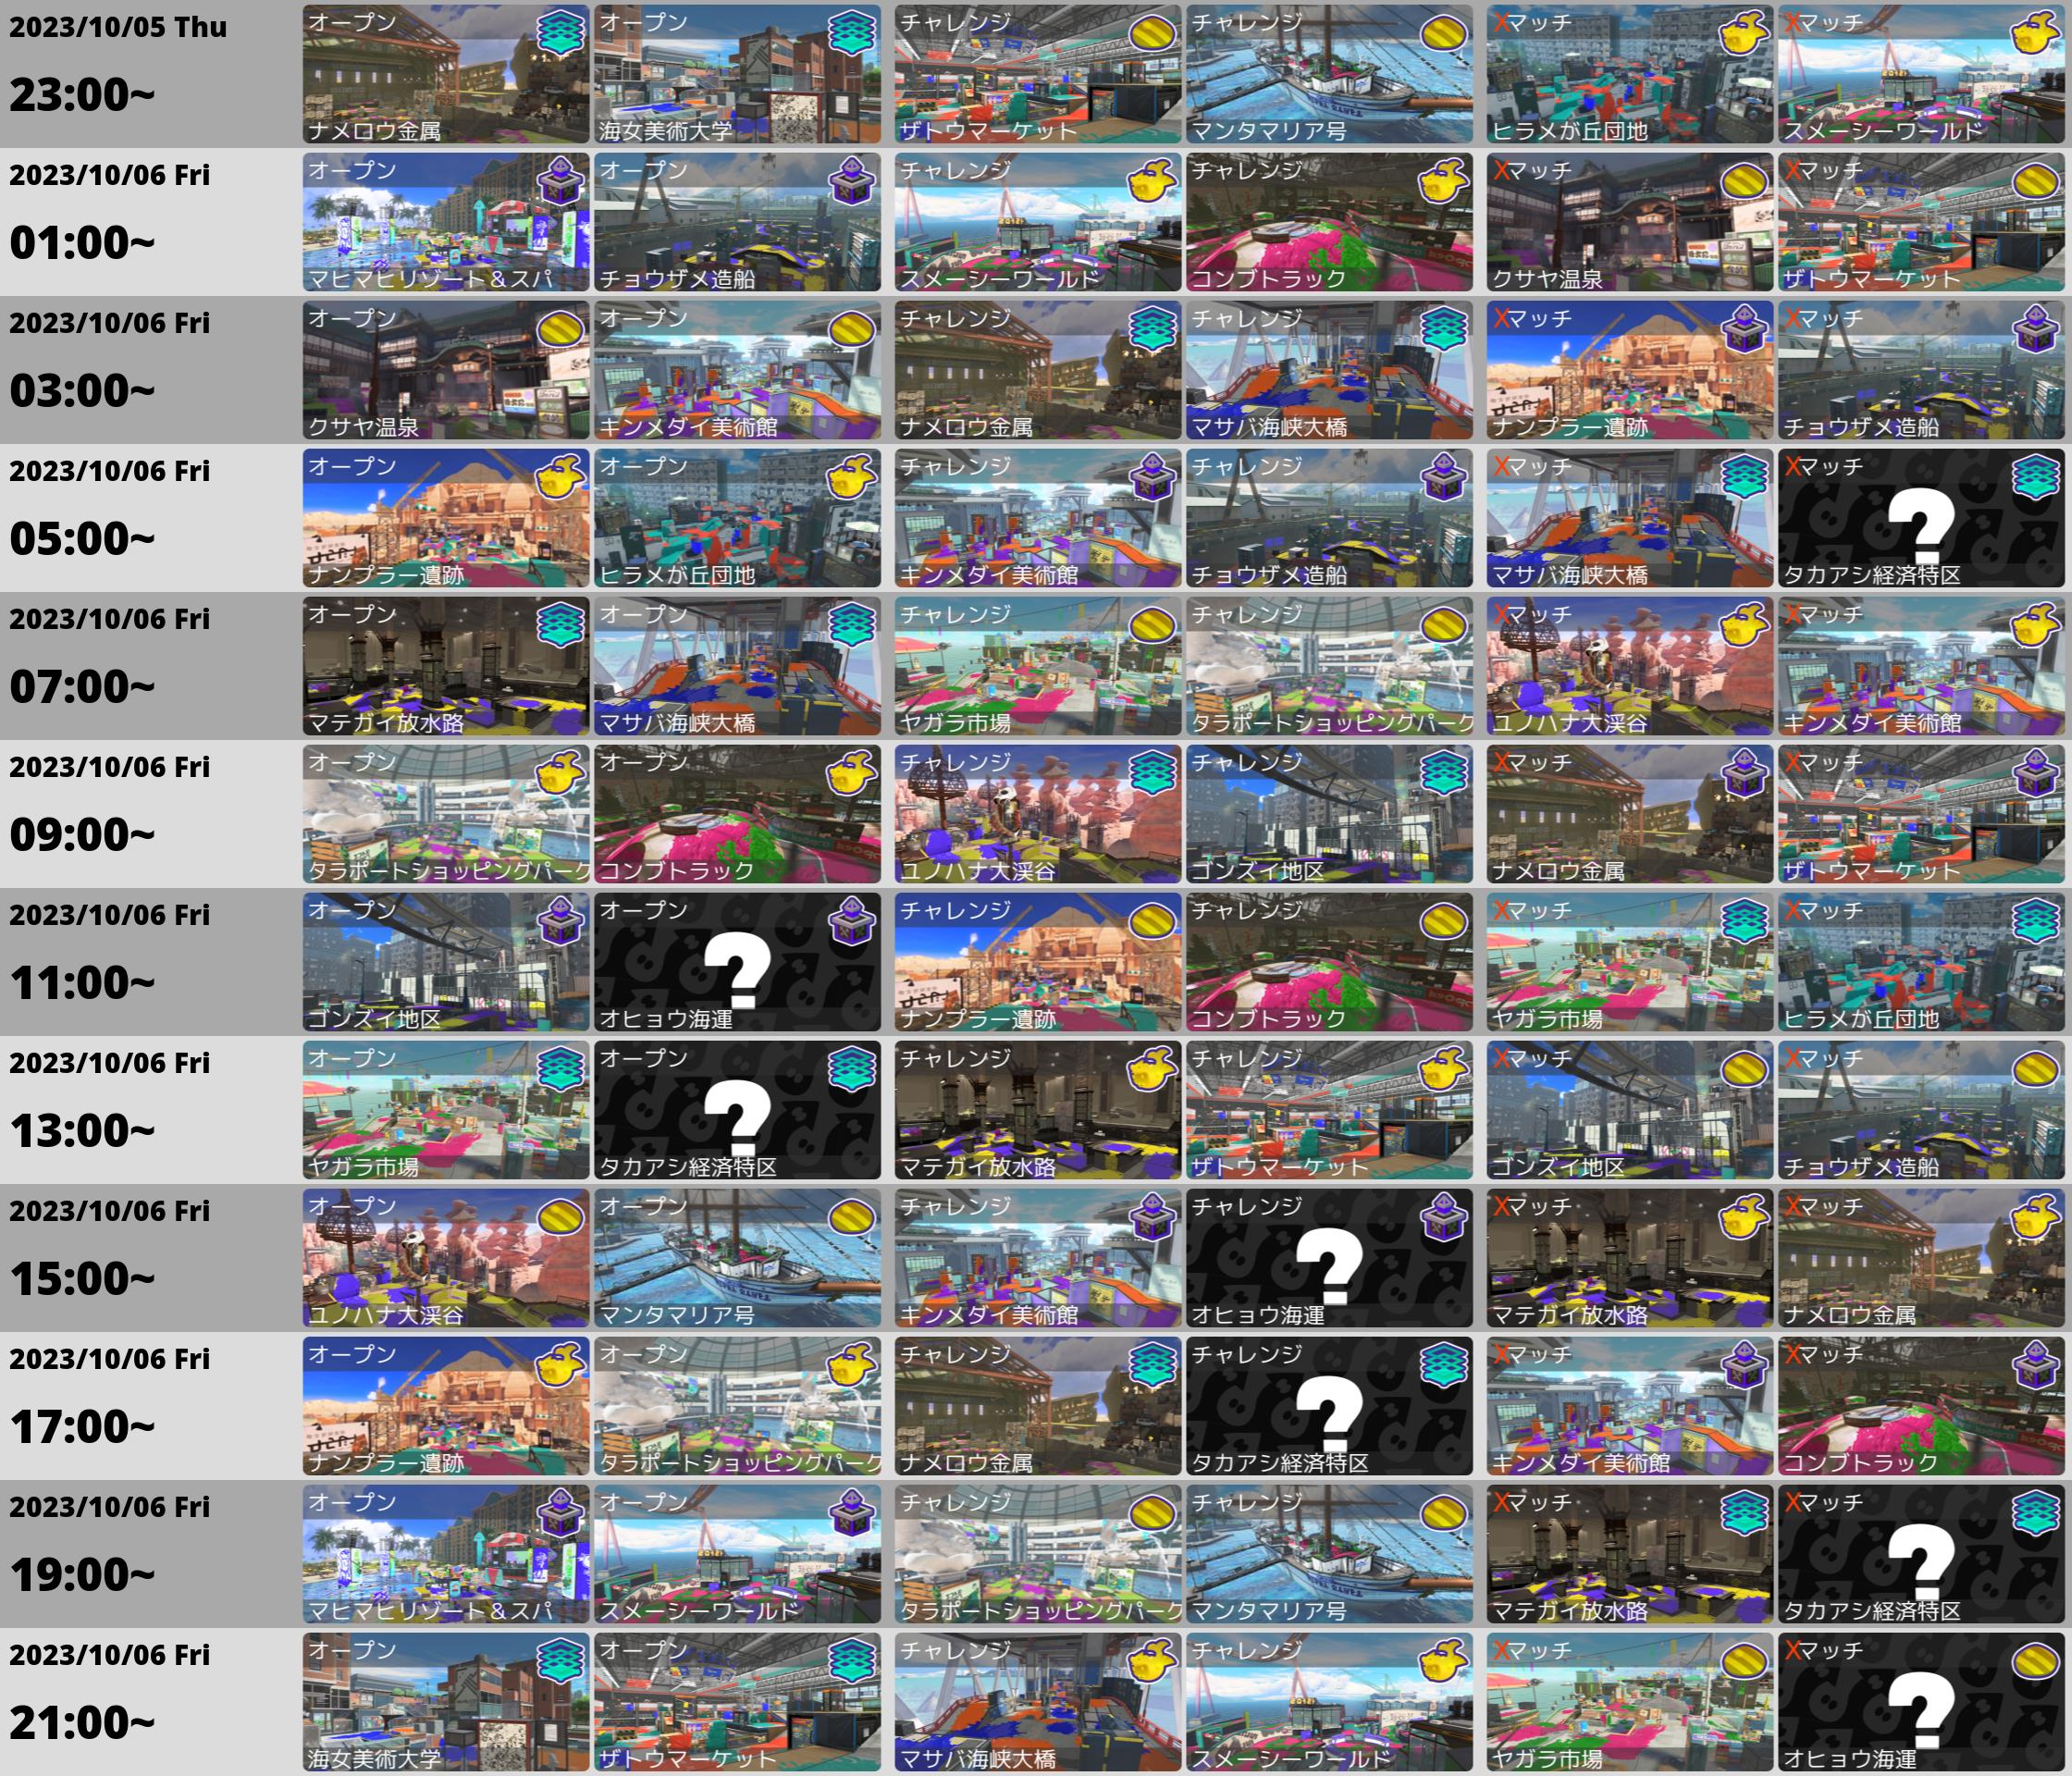 2023/10/05 Thu
23:00~
オープン
ナメロウ金属
オープン
海女美術大学
チャレンジ
ザトウマーケット
チャレンジ
マンタマリア号
Xマッチ
ヒラメが丘団地
Xマッチ
スメーシーワールド
2023/10/06 Fri
01:00~
オープン
マヒマヒリゾート＆スパ
オープン
チョウザメ造船
チャレンジ
スメーシーワールド
チャレンジ
コンブトラック
Xマッチ
クサヤ温泉
Xマッチ
ザトウマーケット
2023/10/06 Fri
03:00~
オープン
クサヤ温泉
オープン
キンメダイ美術館
チャレンジ
ナメロウ金属
チャレンジ
マサバ海峡大橋
Xマッチ
ナンプラー遺跡
Xマッチ
チョウザメ造船
2023/10/06 Fri
05:00~
オープン
ナンプラー遺跡
オープン
ヒラメが丘団地
チャレンジ
キンメダイ美術館
チャレンジ
チョウザメ造船
Xマッチ
マサバ海峡大橋
Xマッチ
?
タカアシ経済特区
2023/10/06 Fri
07:00~
オープン
マテガイ放水路
オープン
マサバ海峡大橋
チャレンジ
ヤガラ市場
チャレンジ
タラポートショッピングパーク
Xマッチ
ユノハナ大渓谷
Xマッチ
キンメダイ美術館
2023/10/06 Fri
09:00~
オープン
タラポートショッピングパーク
オープン
コンブトラック
チャレンジ
ユノハナ大渓谷
チャレンジ
ゴンズイ地区
Xマッチ
ナメロウ金属
Xマッチ
ザトウマーケット
2023/10/06 Fri
11:00~
オープン
ゴンズイ地区
オープン
?
オヒョウ海運
チャレンジ
ナンプラー遺跡
チャレンジ
コンブトラック
Xマッチ
ヤガラ市場
Xマッチ
ヒラメが丘団地
2023/10/06 Fri
13:00~
オープン
ヤガラ市場
オープン
?
タカアシ経済特区
チャレンジ
マテガイ放水路
チャレンジ
ザトウマーケット
Xマッチ
ゴンズイ地区
Xマッチ
チョウザメ造船
2023/10/06 Fri
15:00~
オープン
ユノハナ大渓谷
オープン
マンタマリア号
チャレンジ
キンメダイ美術館
チャレンジ
?
オヒョウ海運
Xマッチ
マテガイ放水路
Xマッチ
ナメロウ金属
2023/10/06 Fri
17:00~
オープン
ナンプラー遺跡
オープン
タラポートショッピングパーク
チャレンジ
ナメロウ金属
チャレンジ
?
タカアシ経済特区
Xマッチ
キンメダイ美術館
Xマッチ
コンブトラック
2023/10/06 Fri
19:00~
オープン
マヒマヒリゾート＆スパ
オープン
スメーシーワールド
チャレンジ
タラポートショッピングパーク
チャレンジ
マンタマリア号
Xマッチ
マテガイ放水路
Xマッチ
?
タカアシ経済特区
2023/10/06 Fri
21:00~
オープン
海女美術大学
オープン
ザトウマーケット
チャレンジ
マサバ海峡大橋
チャレンジ
スメーシーワールド
Xマッチ
ヤガラ市場
Xマッチ
?
オヒョウ海運